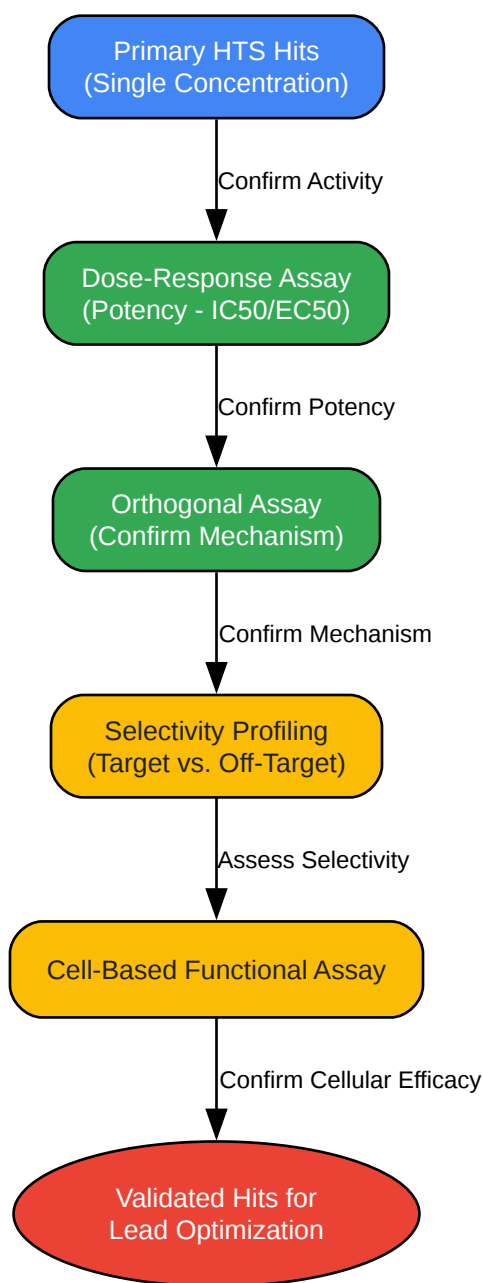 Primary HTS Hits
(Single Concentration)
Confirm Activity
Dose-Response Assay
(Potency - IC50/EC50)
Confirm Potency
Orthogonal Assay
(Confirm Mechanism)
Confirm Mechanism
Selectivity Profiling
(Target vs. Off-Target)
Assess Selectivity
Cell-Based Functional Assay
Confirm Cellular Efficacy
Validated Hits for
Lead Optimization